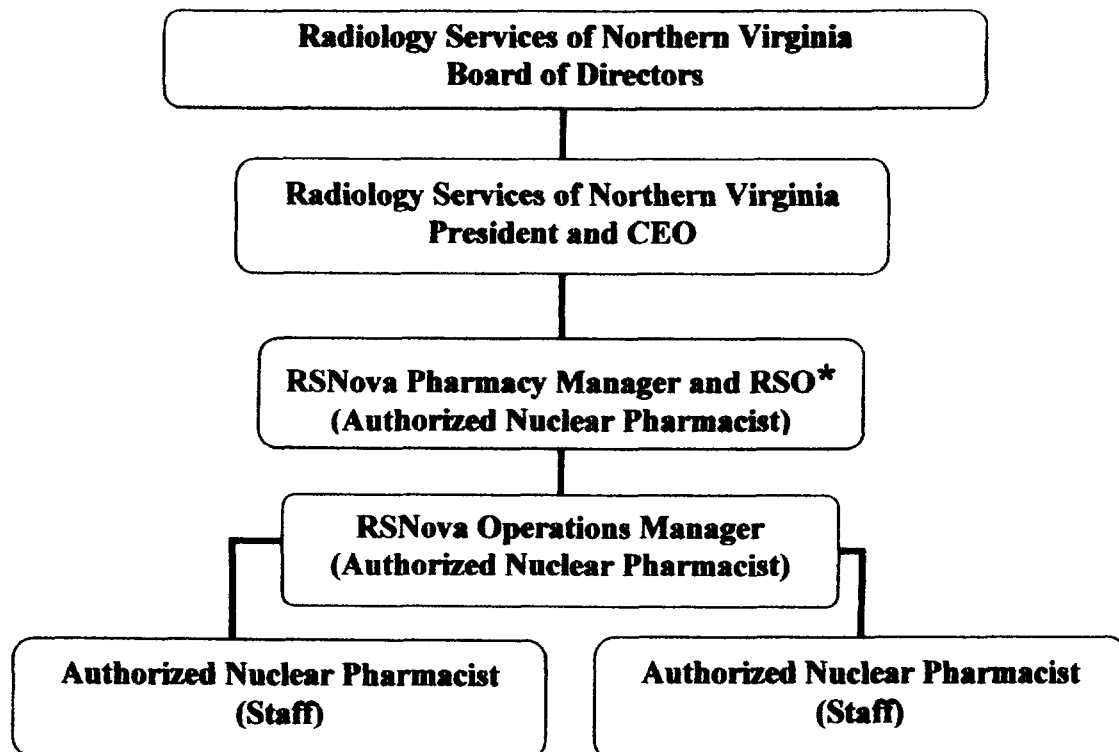 Radiology Services of Northern Virginia
Board of Directors
Radiology Services of Northern Virginia
President and CEO
RSNova Pharmacy Manager and RSO*
(Authorized Nuclear Pharmacist)
RSNova Operations Manager
(Authorized Nuclear Pharmacist)
Authorized Nuclear Pharmacist
(Staff)
Authorized Nuclear Pharmacist
(Staff)